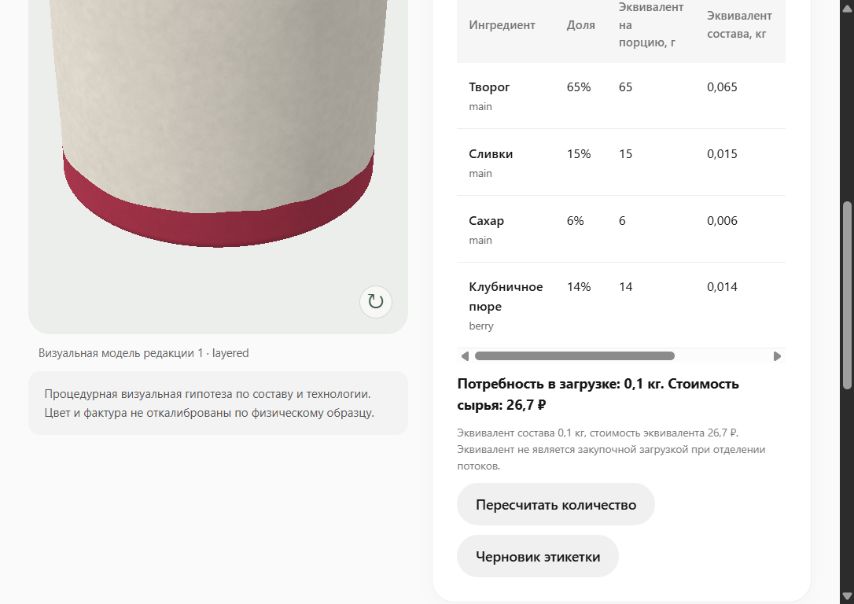 Эквивалент
Ингредиент Доля на Эквивалент
порцию, г состава, кг
Творог 65% 65 0,065
main
Сливки 15% 15 0,015
main
Сахар 6% 6 0,006
main
Клубничное 14% 14 0,014
пюре
berry
Визуальная модель редакции 1 · layered
Процедурная визуальная гипотеза по составу и технологии.
Цвет и фактура не откалиброваны по физическому образцу.
Потребность в загрузке: 0,1 кг. Стоимость
сырья: 26,7 ₽
Эквивалент состава 0,1 кг, стоимость эквивалента 26,7 ₽.
Эквивалент не является закупочной загрузкой при отделении
потоков.
Пересчитать количество
Черновик этикетки